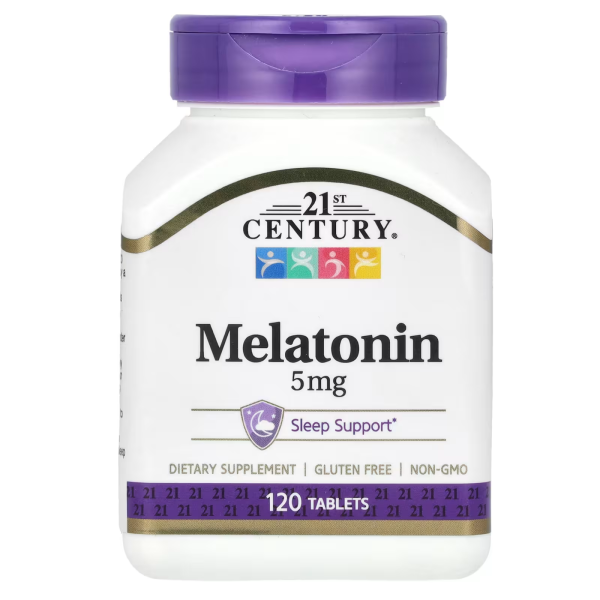 21ST
CENTURY®
Melatonin
5mg
Sleep Support*
DIETARY SUPPLEMENT | GLUTEN FREE | NON-GMO
120 TABLETS